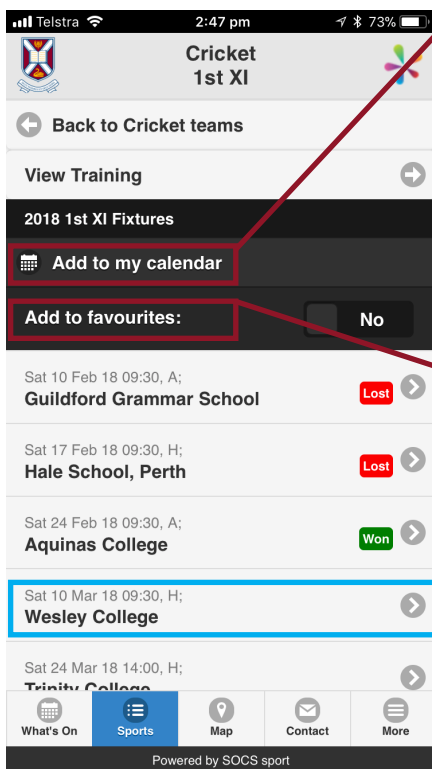 Telstra 2:47 pm 73%
Cricket
1st XI
Back to Cricket teams
View Training
2018 1st XI Fixtures
Add to my calendar
Add to favourites: No
Sat 10 Feb 18 09:30, A;
Guildford Grammar School Lost
Sat 17 Feb 18 09:30, H;
Hale School, Perth Lost
Sat 24 Feb 18 09:30, A;
Aquinas College Won
Sat 10 Mar 18 09:30, H;
Wesley College
Sat 24 Mar 18 14:00, H;
Trinity College
What's On Sports Map Contact More
Powered by SOCS sport